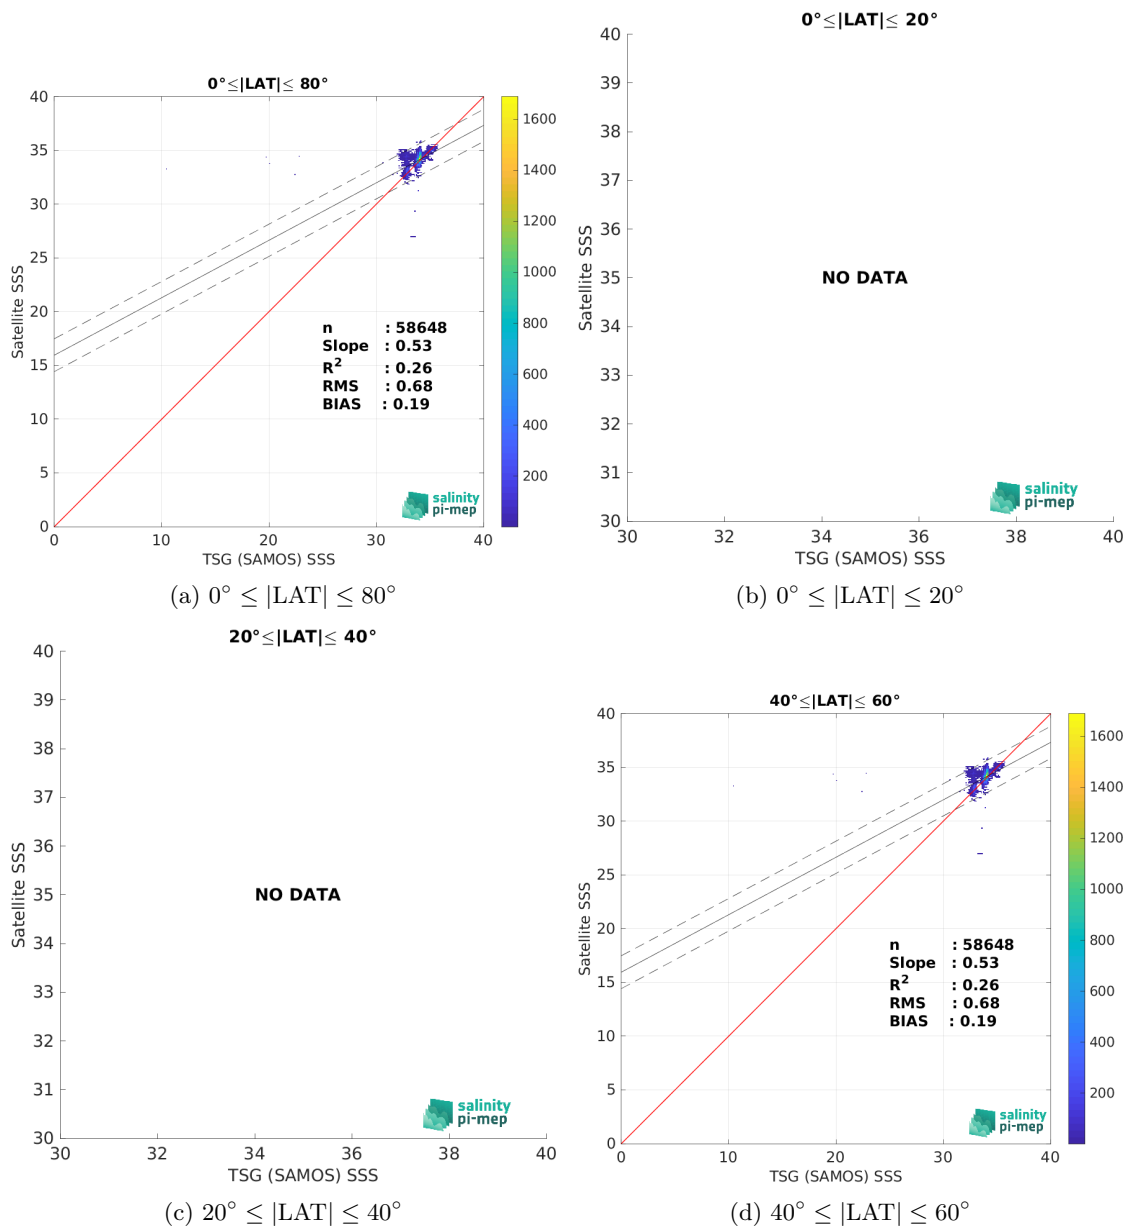 0°≤|LAT|≤ 80°
40
35
30
25
20
15
10
5
0
Satellite SSS
0
10
20
30
40
TSG (SAMOS) SSS
1600
1400
1200
1000
800
600
400
200
n : 58648
Slope : 0.53
R² : 0.26
RMS : 0.68
BIAS : 0.19
salinity
pi-mep
(a) 0° ≤ |LAT| ≤ 80°
0°≤|LAT|≤ 20°
40
39
38
37
36
35
34
33
32
31
30
Satellite SSS
NO DATA
30
32
34
36
38
40
TSG (SAMOS) SSS
salinity
pi-mep
(b) 0° ≤ |LAT| ≤ 20°
20°≤|LAT|≤ 40°
40
39
38
37
36
35
34
33
32
31
30
Satellite SSS
NO DATA
30
32
34
36
38
40
TSG (SAMOS) SSS
salinity
pi-mep
(c) 20° ≤ |LAT| ≤ 40°
40°≤|LAT|≤ 60°
40
35
30
25
20
15
10
5
0
Satellite SSS
0
10
20
30
40
TSG (SAMOS) SSS
1600
1400
1200
1000
800
600
400
200
n : 58648
Slope : 0.53
R² : 0.26
RMS : 0.68
BIAS : 0.19
salinity
pi-mep
(d) 40° ≤ |LAT| ≤ 60°